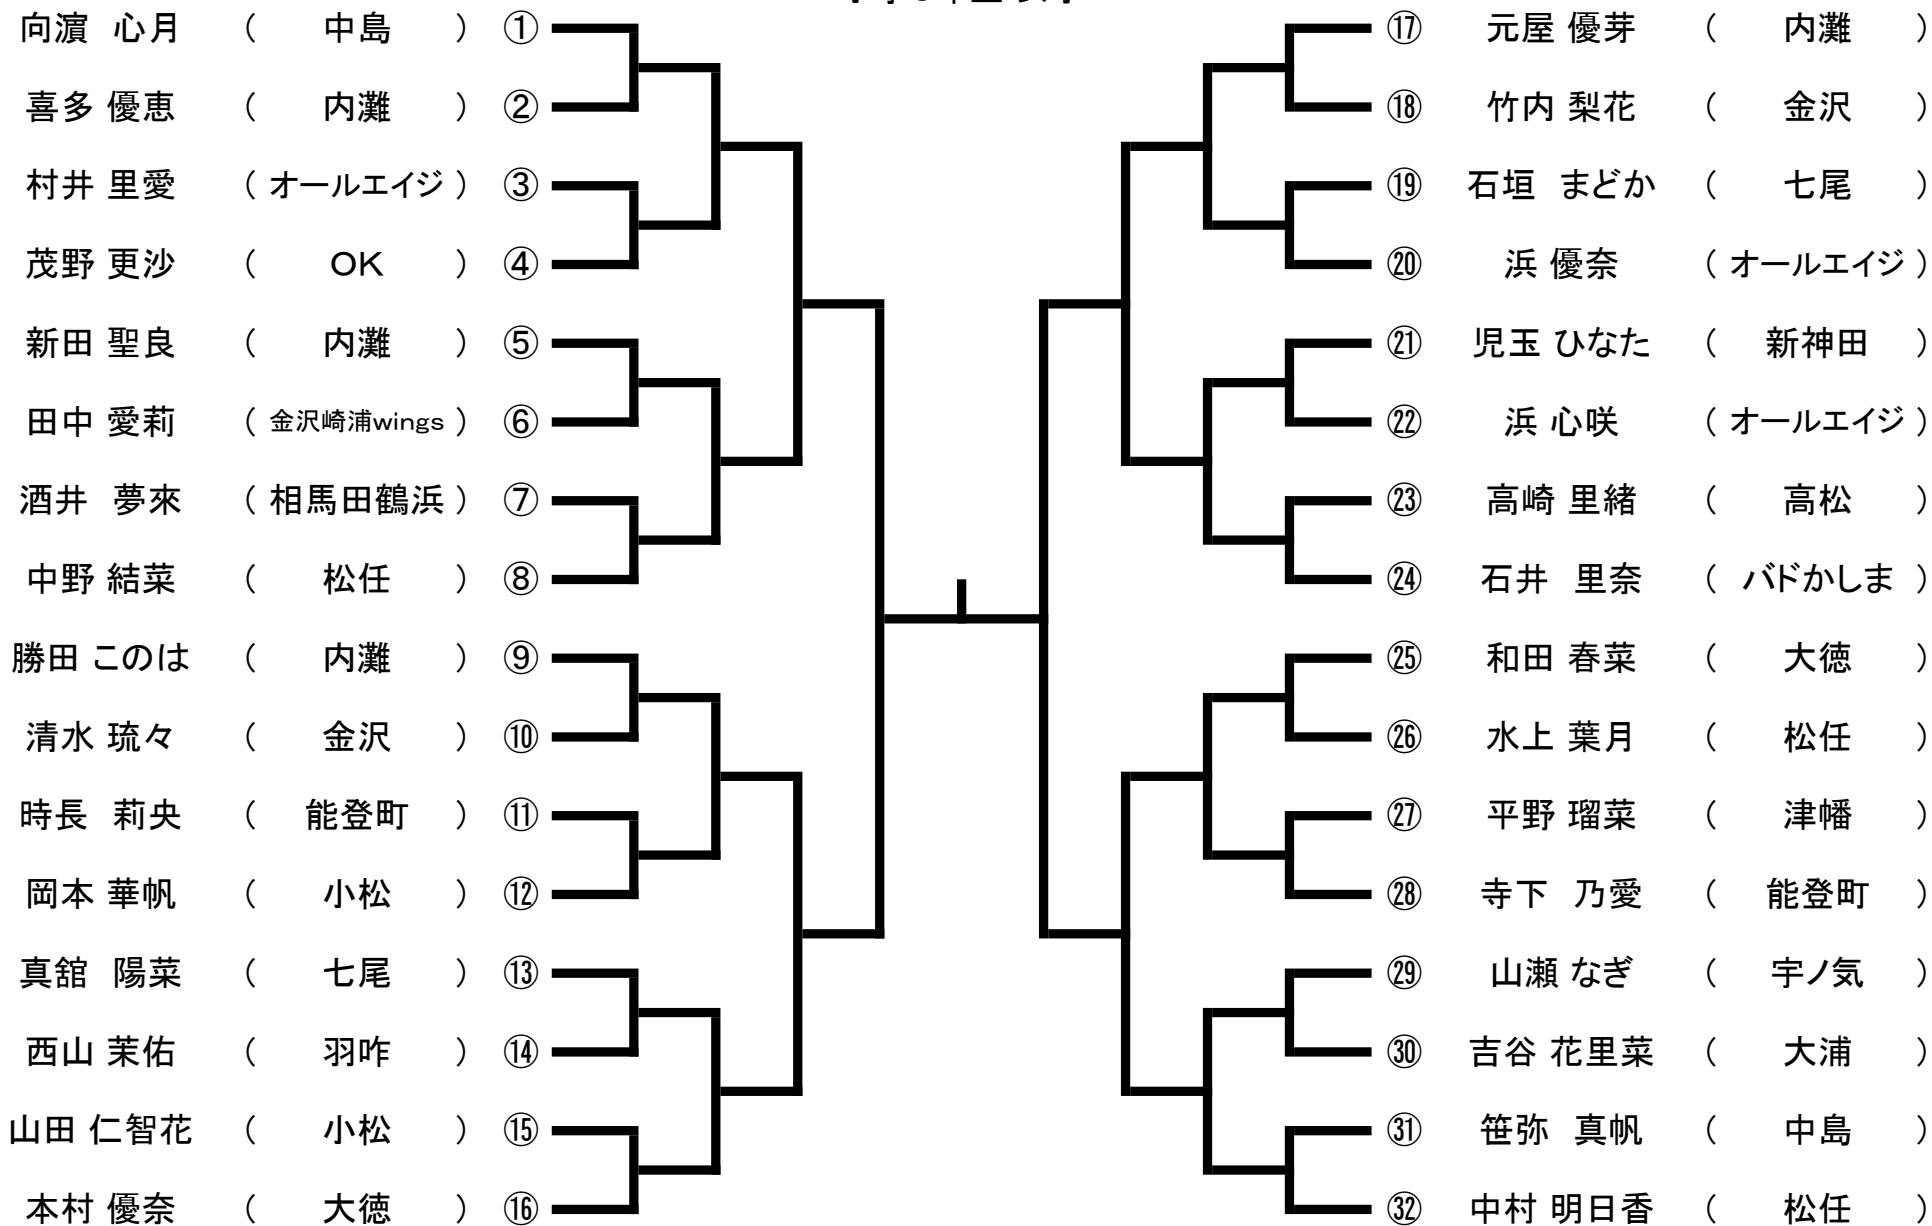 向濵 心月 ( 中島 ) ①
喜多 優恵 ( 内灘 ) ②
村井 里愛 ( オールエイジ ) ③
茂野 更沙 ( OK ) ④
新田 聖良 ( 内灘 ) ⑤
田中 愛莉 ( 金沢崎浦wings ) ⑥
酒井 夢來 ( 相馬田鶴浜 ) ⑦
中野 結菜 ( 松任 ) ⑧
勝田 このは ( 内灘 ) ⑨
清水 琉々 ( 金沢 ) ⑩
時長 莉央 ( 能登町 ) ⑪
岡本 華帆 ( 小松 ) ⑫
真舘 陽菜 ( 七尾 ) ⑬
西山 茉佑 ( 羽咋 ) ⑭
山田 仁智花 ( 小松 ) ⑮
本村 優奈 ( 大徳 ) ⑯
⑰ 元屋 優芽 ( 内灘 )
⑱ 竹内 梨花 ( 金沢 )
⑲ 石垣 まどか ( 七尾 )
⑳ 浜 優奈 ( オールエイジ )
㉑ 児玉 ひなた ( 新神田 )
㉒ 浜 心咲 ( オールエイジ )
㉓ 高崎 里緒 ( 高松 )
㉔ 石井 里奈 ( バドかしま )
㉕ 和田 春菜 ( 大徳 )
㉖ 水上 葉月 ( 松任 )
㉗ 平野 瑠菜 ( 津幡 )
㉘ 寺下 乃愛 ( 能登町 )
㉙ 山瀬 なぎ ( 宇ノ気 )
㉚ 吉谷 花里菜 ( 大浦 )
㉛ 笹弥 真帆 ( 中島 )
㉜ 中村 明日香 ( 松任 )